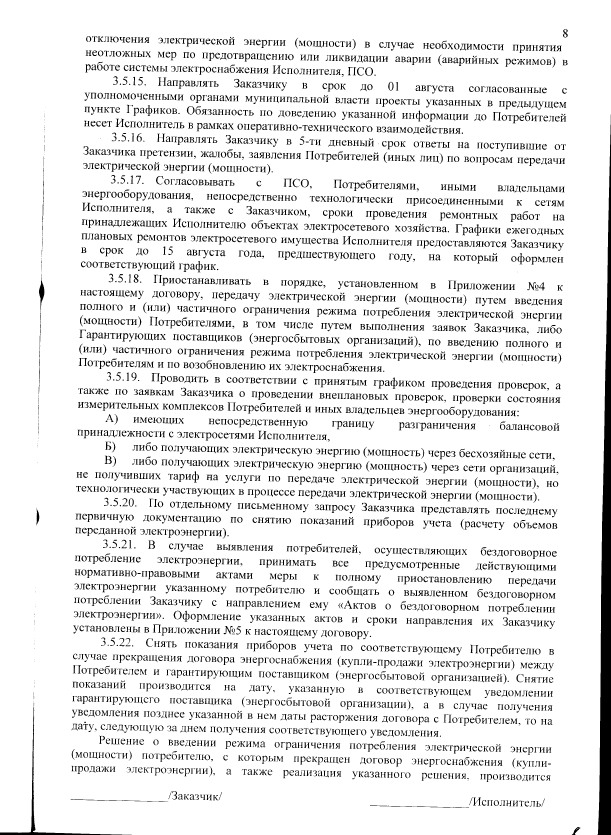 8
отключения электрической энергии (мощности) в случае необходимости принятия
неотложных мер по предотвращению или ликвидации аварии (аварийных режимов) в
работе системы электроснабжения Исполнителя, ПСО.
3.5.15. Направлять Заказчику в срок до 01 августа согласованные с
уполномоченными органами муниципальной власти проекты указанных в предыдущем
пункте Графиков. Обязанность по доведению указанной информации до Потребителей
несет Исполнитель в рамках оперативно-технического взаимодействия.
3.5.16. Направлять Заказчику в 5-ти дневный срок ответы на поступившие от
Заказчика претензии, жалобы, заявления Потребителей (иных лиц) по вопросам передачи
электрической энергии (мощности).
3.5.17. Согласовывать с ПСО, Потребителями, иными владельцами
энергооборудования, непосредственно технологически присоединенными к сетям
Исполнителя, а также с Заказчиком, сроки проведения ремонтных работ на
принадлежащих Исполнителю объектах электросетевого хозяйства. Графики ежегодных
плановых ремонтов электросетевого имущества Исполнителя предоставляются Заказчику
в срок до 15 августа года, предшествующего году, на который оформлен
соответствующий график.
3.5.18. Приостанавливать в порядке, установленном в Приложении №4 к
настоящему договору, передачу электрической энергии (мощности) путем введения
полного и (или) частичного ограничения режима потребления электрической энергии
(мощности) Потребителями, в том числе путем выполнения заявок Заказчика, либо
Гарантирующих поставщиков (энергосбытовых организаций), по введению полного и
(или) частичного ограничения режима потребления электрической энергии (мощности)
Потребителям и по возобновлению их электроснабжения.
3.5.19. Проводить в соответствии с принятым графиком проведения проверок, а
также по заявкам Заказчика о проведении внеплановых проверок, проверки состояния
измерительных комплексов Потребителей и иных владельцев энергооборудования:
А) имеющих непосредственную границу разграничения балансовой
принадлежности с электросетями Исполнителя,
Б) либо получающих электрическую энергию (мощность) через бесхозяйные сети,
В) либо получающих электрическую энергию (мощность) через сети организаций,
не получивших тариф на услуги по передаче электрической энергии (мощности), но
технологически участвующих в процессе передачи электрической энергии (мощности).
3.5.20. По отдельному письменному запросу Заказчика представлять последнему
первичную документацию по снятию показаний приборов учета (расчету объемов
переданной электроэнергии).
3.5.21. В случае выявления потребителей, осуществляющих бездоговорное
потребление электроэнергии, принимать все предусмотренные действующими
нормативно-правовыми актами меры к полному приостановлению передачи
электроэнергии указанному потребителю и сообщать о выявленном бездоговорном
потреблении Заказчику с направлением ему «Актов о бездоговорном потреблении
электроэнергии». Оформление указанных актов и сроки направления их Заказчику
установлены в Приложении №5 к настоящему договору.
3.5.22. Снять показания приборов учета по соответствующему Потребителю в
случае прекращения договора энергоснабжения (купли-продажи электроэнергии) между
Потребителем и гарантирующим поставщиком (энергосбытовой организацией). Снятие
показаний производится на дату, указанную в соответствующем уведомлении
гарантирующего поставщика (энергосбытовой организации), а в случае получения
уведомления позднее указанной в нем даты расторжения договора с Потребителем, то на
дату, следующую за днем получения соответствующего уведомления.
Решение о введении режима ограничения потребления электрической энергии
(мощности) потребителю, с которым прекращен договор энергоснабжения (купли-
продажи электроэнергии), а также реализация указанного решения, производится
________________/Заказчик/ ________________/Исполнитель/